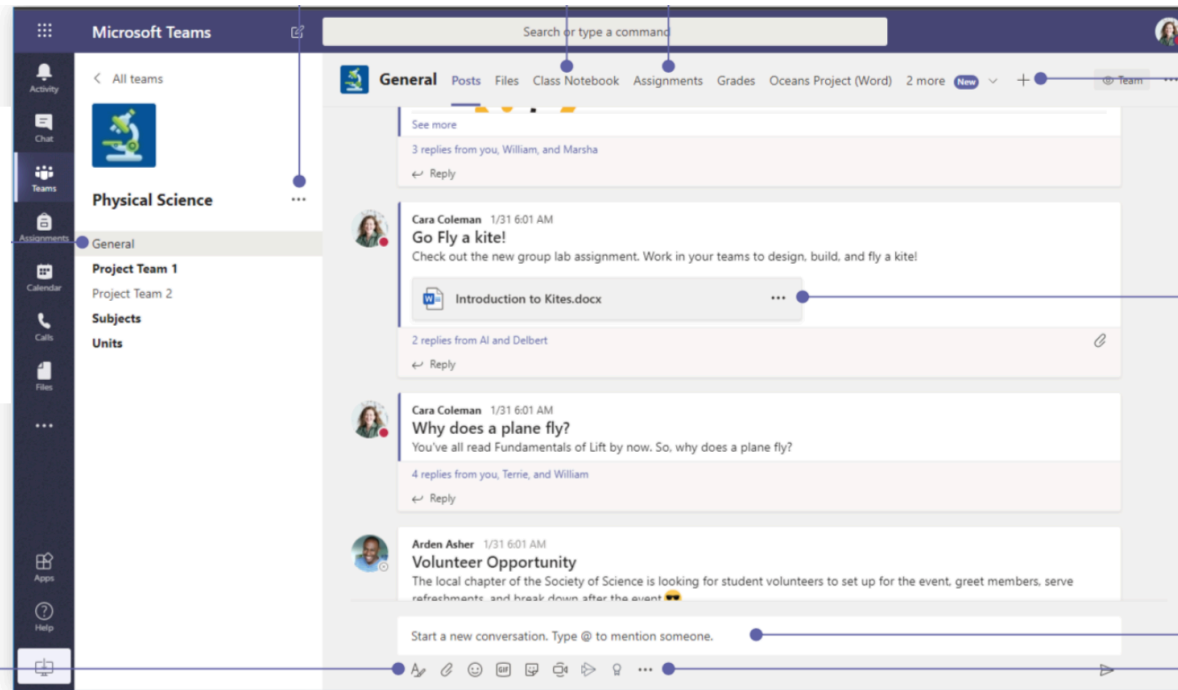 Microsoft Teams
Search or type a command
Activity
Chat
Teams
Assignments
Calendar
Calls
Files
Apps
Help
All teams
Physical Science
General
Project Team 1
Project Team 2
Subjects
Units
General Posts Files Class Notebook Assignments Grades Oceans Project (Word) 2 more New
Team
See more
3 replies from you, William, and Marsha
Reply
Cara Coleman 1/31 6:01 AM
Go Fly a kite!
Check out the new group lab assignment. Work in your teams to design, build, and fly a kite!
Introduction to Kites.docx
2 replies from Al and Delbert
Reply
Cara Coleman 1/31 6:01 AM
Why does a plane fly?
You've all read Fundamentals of Lift by now. So, why does a plane fly?
4 replies from you, Terrie, and William
Reply
Arden Asher 1/31 6:01 AM
Volunteer Opportunity
The local chapter of the Society of Science is looking for student volunteers to set up for the event, greet members, serve
refreshments, and break down after the event
Start a new conversation. Type @ to mention someone.
GIF